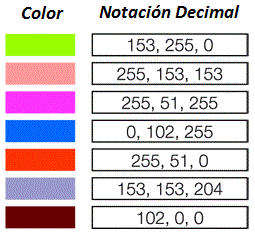 Color Notación Decimal
153, 255, 0
255, 153, 153
255, 51, 255
0, 102, 255
255, 51, 0
153, 153, 204
102, 0, 0